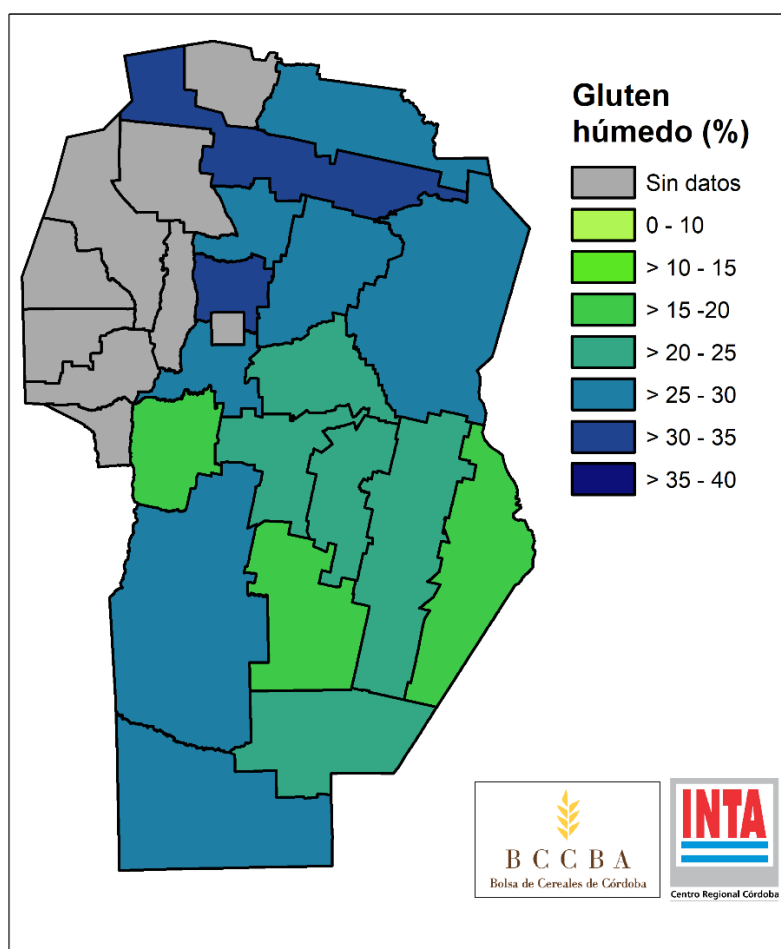 Gluten
húmedo (%)
Sin datos
0 - 10
> 10 - 15
> 15 -20
> 20 - 25
> 25 - 30
> 30 - 35
> 35 - 40
B C C B A
Bolsa de Cereales de Córdoba
INTA
Centro Regional Córdoba